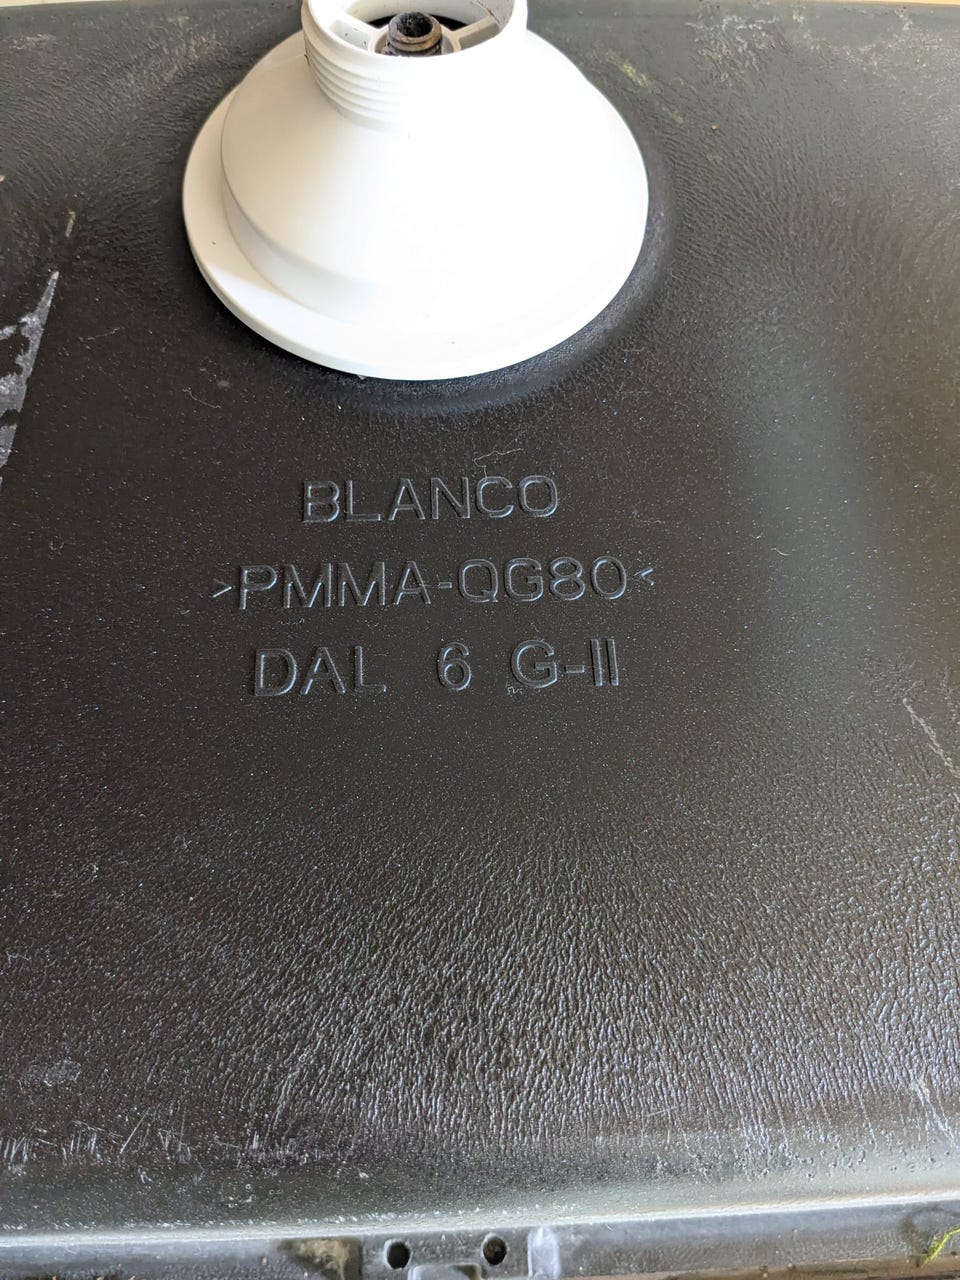 BLANCO
>PMMA-QG80<
DAL 6 G-II